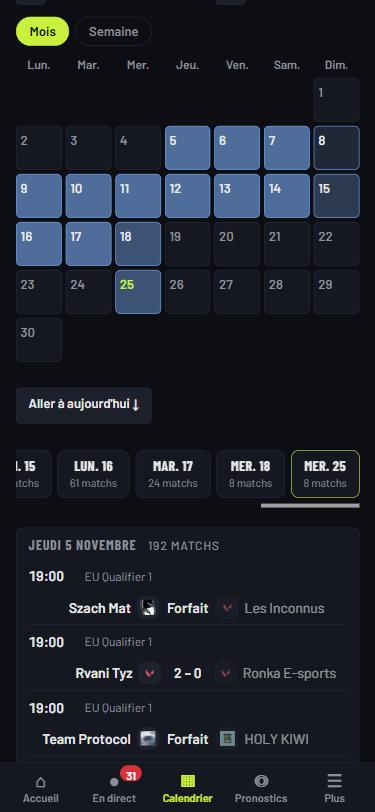 Mois Semaine
Lun. Mar. Mer. Jeu. Ven. Sam. Dim.
1
2 3 4 5 6 7 8
9 10 11 12 13 14 15
16 17 18 19 20 21 22
23 24 25 26 27 28 29
30
Aller à aujourd'hui ↓
. 15 LUN. 16 MAR. 17 MER. 18 MER. 25
atchs 61 matchs 24 matchs 8 matchs 8 matchs
JEUDI 5 NOVEMBRE 192 MATCHS
19:00 EU Qualifier 1
Szach Mat Forfait Les Inconnus
19:00 EU Qualifier 1
Rvani Tyz 2 – 0 Ronka E-sports
19:00 EU Qualifier 1
Team Protocol Forfait HOLY KIWI
31
Accueil En direct Calendrier Pronostics Plus